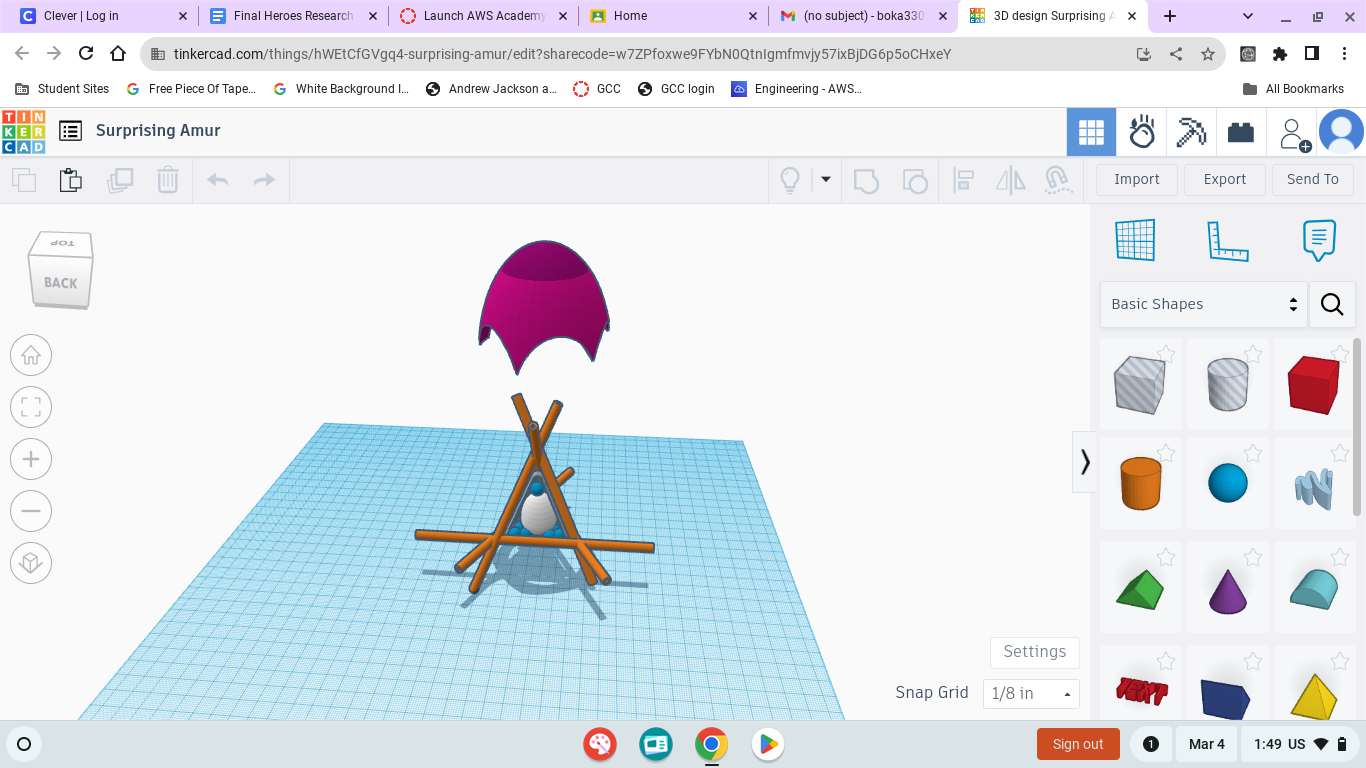 Clever | Log in
Final Heroes Research
Launch AWS Academy
Home
(no subject) - boka330
3D design Surprising A
tinkercad.com/things/hWEtCfGVgq4-surprising-amur/edit?sharecode=w7ZPfoxwe9FYbN0QtnIgmfmvjy57ixBjDG6p5oCHxeY
Student Sites
Free Piece Of Tape...
White Background I...
Andrew Jackson a...
GCC
GCC login
Engineering - AWS...
All Bookmarks
TIN
KER
CAD
Surprising Amur
Import
Export
Send To
TOP
BACK
Basic Shapes
TEXT
Settings
Snap Grid
1/8 in
Sign out
1
Mar 4
1:49 US